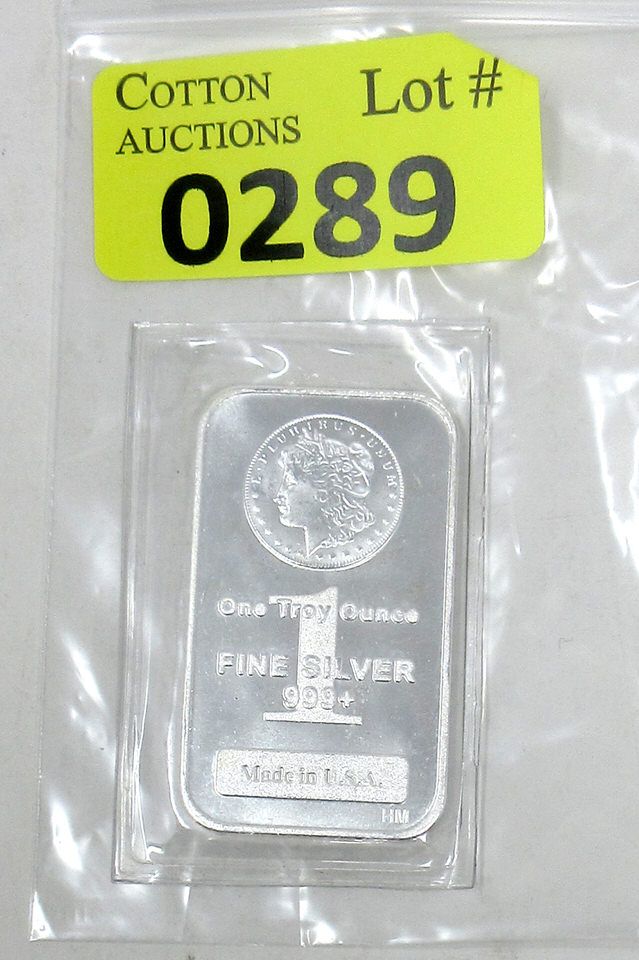 COTTON
AUCTIONS
Lot #
0289
E·PLURIBUS·UNUM
One Troy Ounce
1
FINE SILVER
999+
Made in U.S.A.
HM